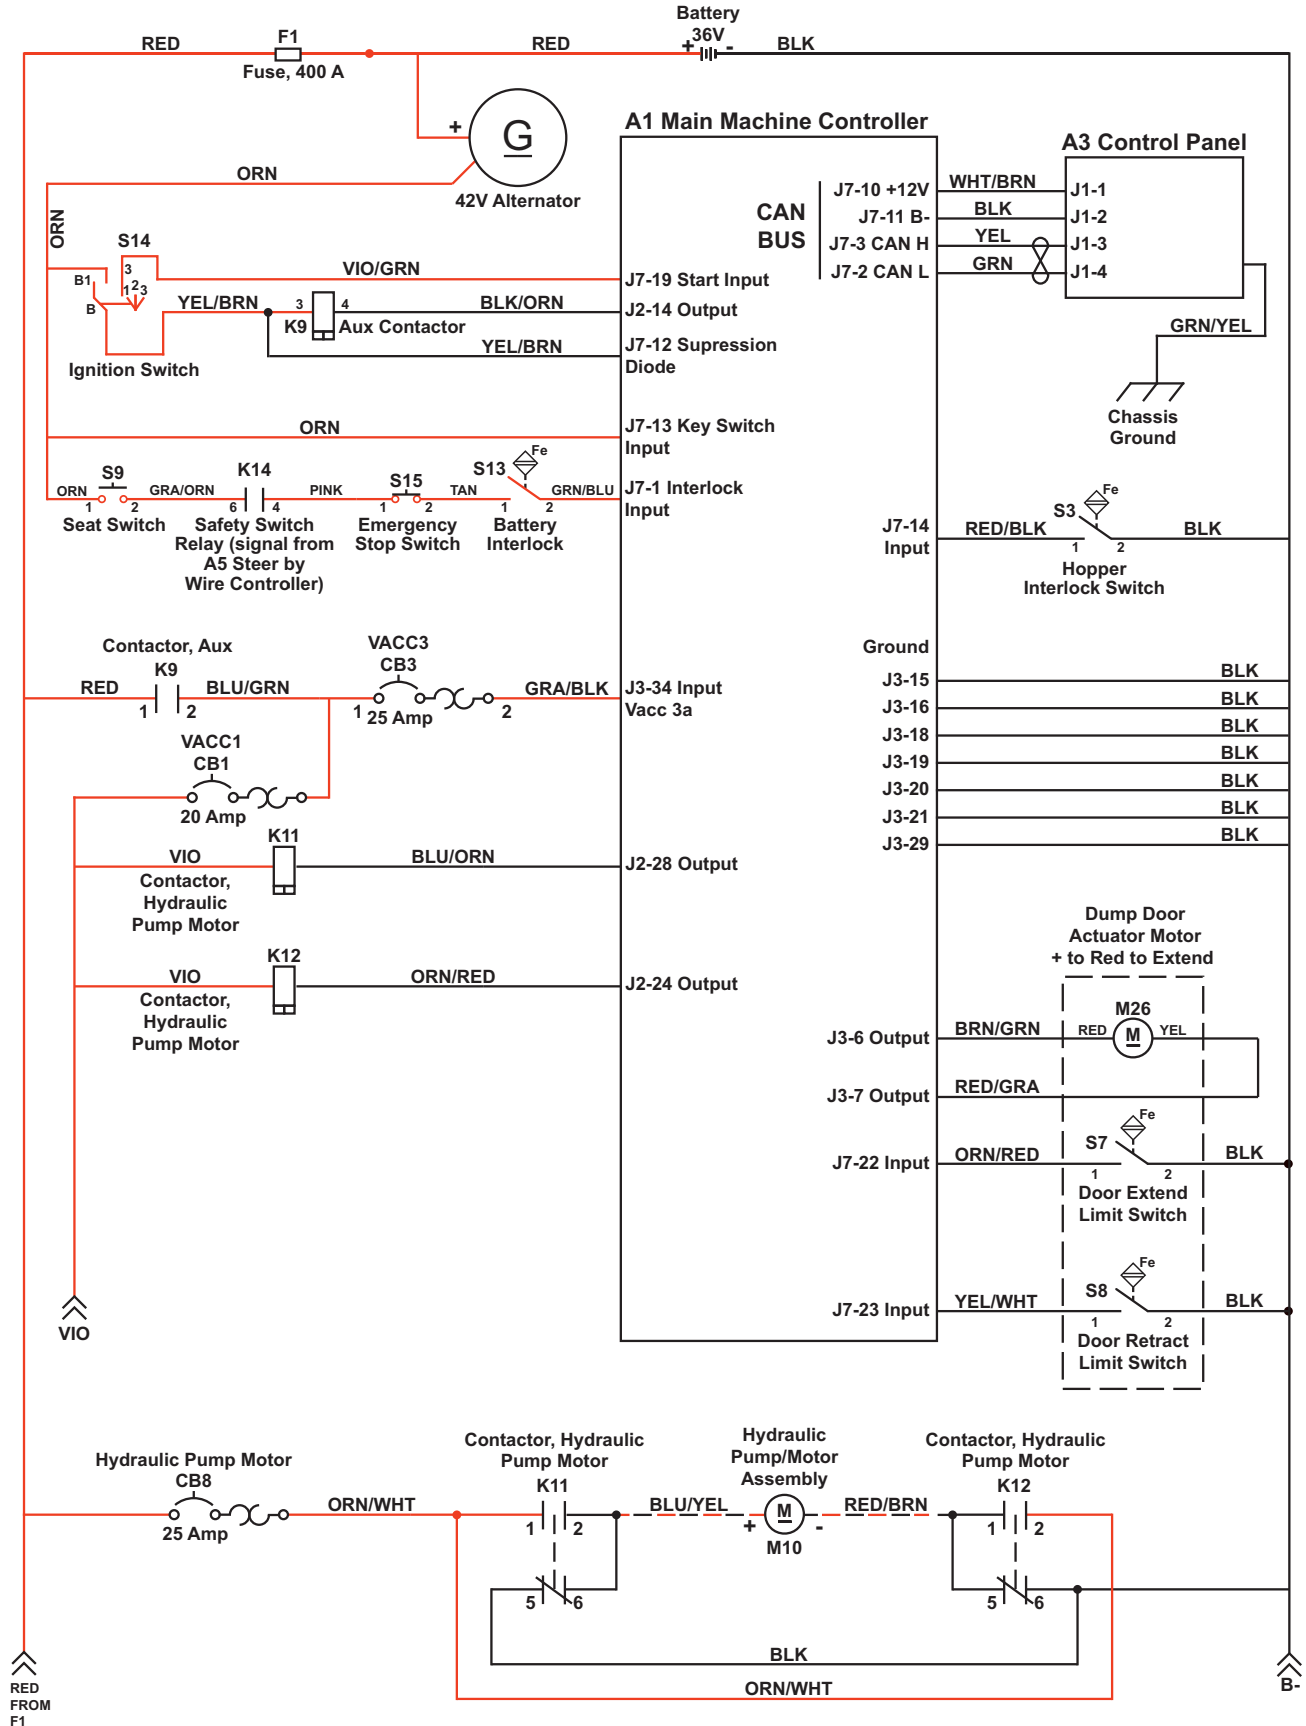 Battery
36V
+ -
RED
F1
RED
BLK
Fuse, 400 A
+
G
42V Alternator
ORN
ORN
A1 Main Machine Controller
A3 Control Panel
CAN
BUS
J7-10 +12V
WHT/BRN
J1-1
J7-11 B-
BLK
J1-2
J7-3 CAN H
YEL
J1-3
J7-2 CAN L
GRN
J1-4
GRN/YEL
Chassis
Ground
S14
3
B1
1 2 3
B
Ignition Switch
VIO/GRN
J7-19 Start Input
YEL/BRN
3
K9
4
Aux Contactor
BLK/ORN
J2-14 Output
YEL/BRN
J7-12 Supression
Diode
ORN
J7-13 Key Switch
Input
ORN
S9
1 2
Seat Switch
GRA/ORN
K14
6 4
Safety Switch
Relay (signal from
A5 Steer by
Wire Controller)
PINK
S15
1 2
Emergency
Stop Switch
TAN
S13
Fe
1 2
Battery
Interlock
GRN/BLU
J7-1 Interlock
Input
J7-14
Input
RED/BLK
S3
Fe
1 2
BLK
Hopper
Interlock Switch
Contactor, Aux
K9
RED
1 2
BLU/GRN
VACC3
CB3
1 25 Amp 2
GRA/BLK
J3-34 Input
Vacc 3a
VACC1
CB1
20 Amp
Ground
J3-15
BLK
J3-16
BLK
J3-18
BLK
J3-19
BLK
J3-20
BLK
J3-21
BLK
J3-29
BLK
K11
VIO
BLU/ORN
J2-28 Output
Contactor,
Hydraulic
Pump Motor
K12
VIO
ORN/RED
J2-24 Output
Contactor,
Hydraulic
Pump Motor
Dump Door
Actuator Motor
+ to Red to Extend
J3-6 Output
BRN/GRN
RED
M26
M
YEL
J3-7 Output
RED/GRA
J7-22 Input
ORN/RED
S7
Fe
1 2
BLK
Door Extend
Limit Switch
J7-23 Input
YEL/WHT
S8
Fe
1 2
BLK
Door Retract
Limit Switch
VIO
Hydraulic Pump Motor
CB8
25 Amp
ORN/WHT
Contactor, Hydraulic
Pump Motor
K11
1 2
5 6
BLU/YEL
Hydraulic
Pump/Motor
Assembly
+ M -
M10
RED/BRN
Contactor, Hydraulic
Pump Motor
K12
1 2
5 6
BLK
ORN/WHT
RED
FROM
F1
B-